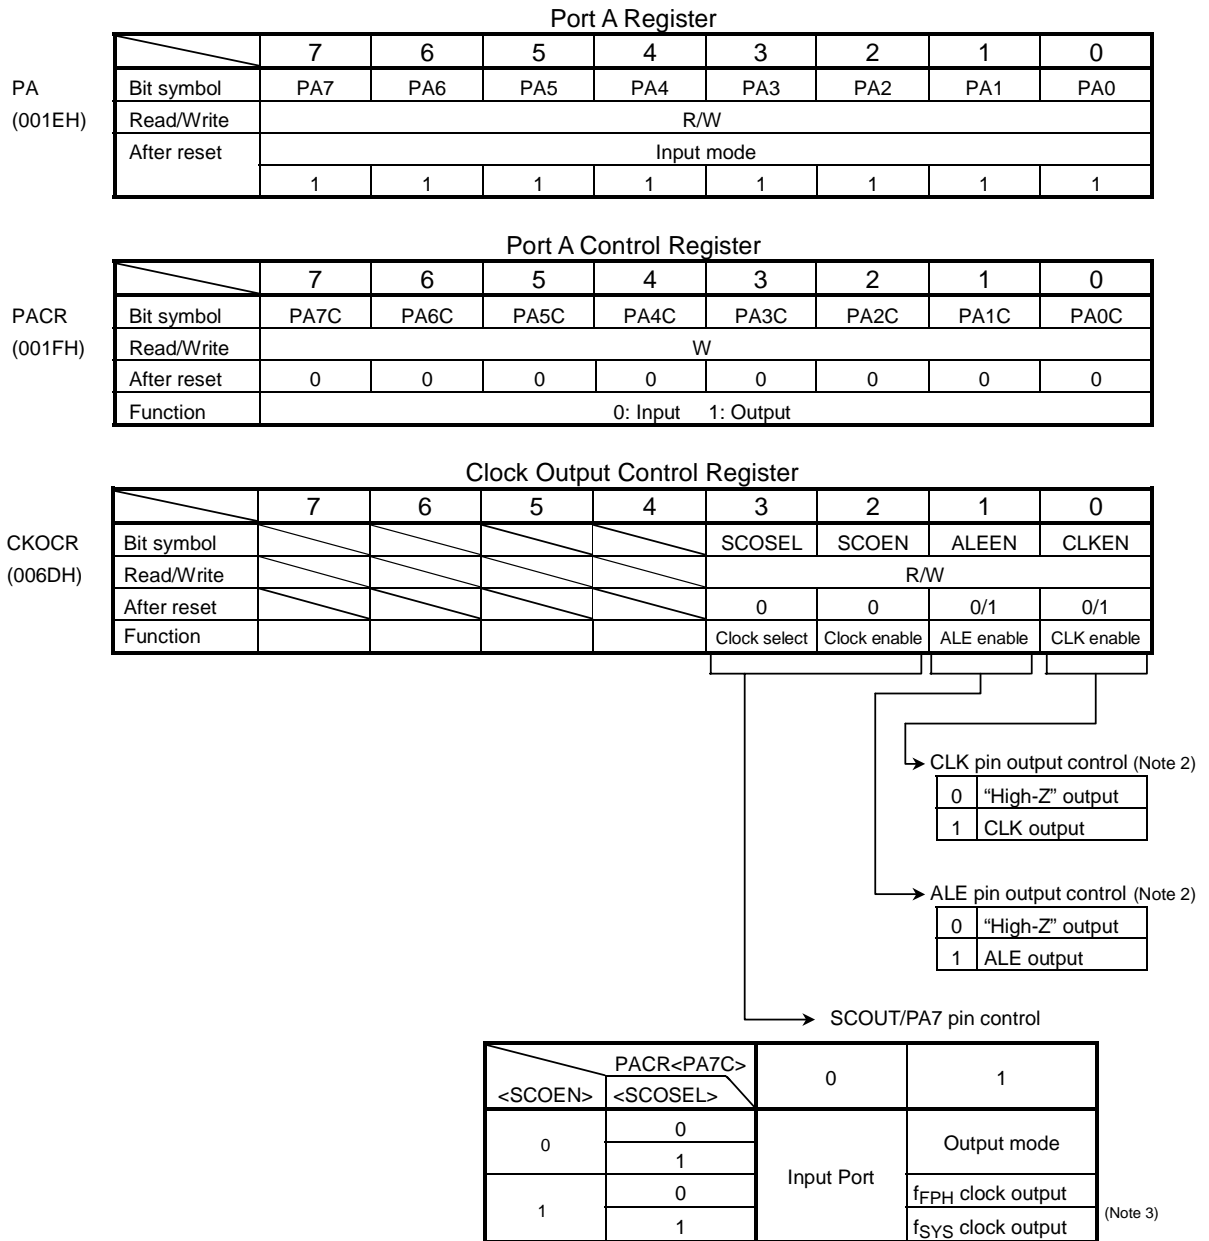 Port A Register
7 6 5 4 3 2 1 0
PA Bit symbol PA7 PA6 PA5 PA4 PA3 PA2 PA1 PA0
(001EH) Read/Write R/W
After reset Input mode
1 1 1 1 1 1 1 1
Port A Control Register
7 6 5 4 3 2 1 0
PACR Bit symbol PA7C PA6C PA5C PA4C PA3C PA2C PA1C PA0C
(001FH) Read/Write W
After reset 0 0 0 0 0 0 0 0
Function 0: Input 1: Output
Clock Output Control Register
7 6 5 4 3 2 1 0
CKOCR Bit symbol SCOSEL SCOEN ALEEN CLKEN
(006DH) Read/Write R/W
After reset 0 0 0/1 0/1
Function Clock select Clock enable ALE enable CLK enable
CLK pin output control (Note 2)
0 “High-Z” output
1 CLK output
ALE pin output control (Note 2)
0 “High-Z” output
1 ALE output
SCOUT/PA7 pin control
PACR<PA7C> 0 1
<SCOEN> <SCOSEL>
0 0 Output mode
1
Input Port
1 0 fFPH clock output
1 fSYS clock output (Note 3)